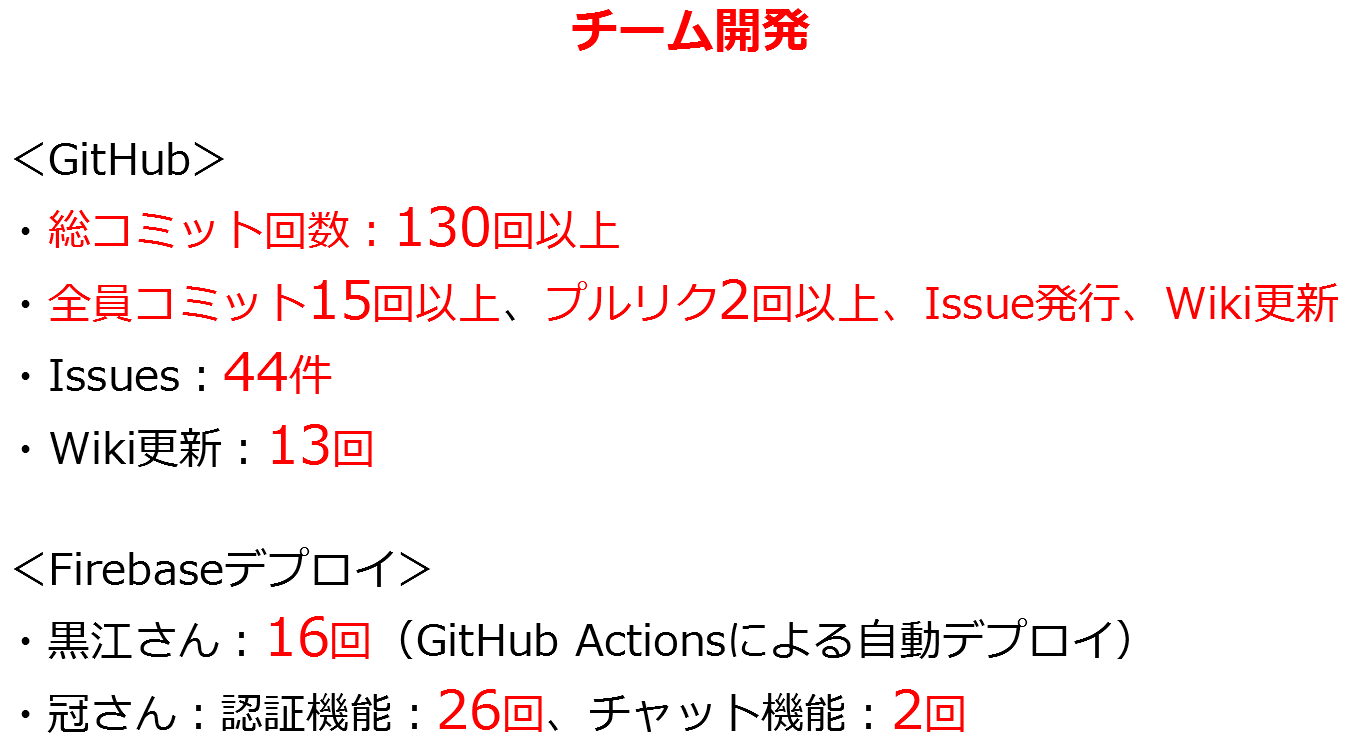 チーム開発
＜GitHub＞
・総コミット回数：130回以上
・全員コミット15回以上、プルリク2回以上、Issue発行、Wiki更新
・Issues：44件
・Wiki更新：13回
＜Firebaseデプロイ＞
・黒江さん：16回（GitHub Actionsによる自動デプロイ）
・冠さん：認証機能：26回、チャット機能：2回